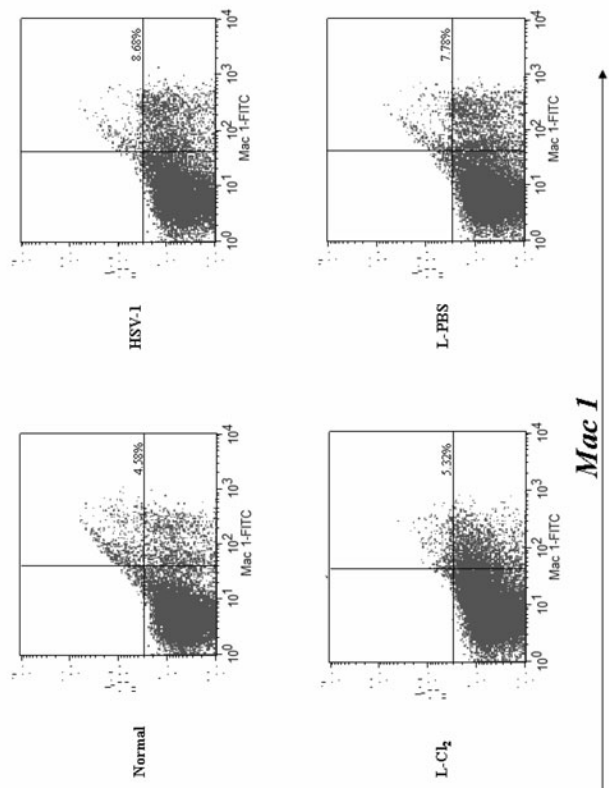 Normal
4.58%
10⁰ 10¹ 10² 10³ 10⁴
Mac 1-FITC
HSV-1
8.68%
10⁰ 10¹ 10² 10³ 10⁴
Mac 1-FITC
L-Cl₂
5.32%
10⁰ 10¹ 10² 10³ 10⁴
Mac 1-FITC
L-PBS
7.78%
10⁰ 10¹ 10² 10³ 10⁴
Mac 1-FITC
Mac 1